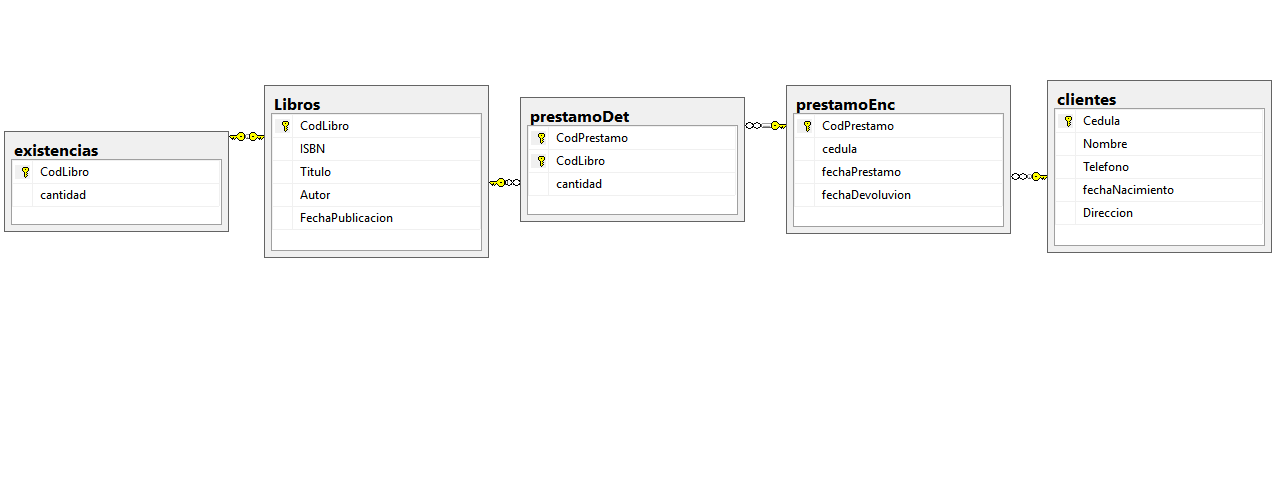 existencias
CodLibro
cantidad
Libros
CodLibro
ISBN
Titulo
Autor
FechaPublicacion
prestamoDet
CodPrestamo
CodLibro
cantidad
prestamoEnc
CodPrestamo
cedula
fechaPrestamo
fechaDevoluvion
clientes
Cedula
Nombre
Telefono
fechaNacimiento
Direccion